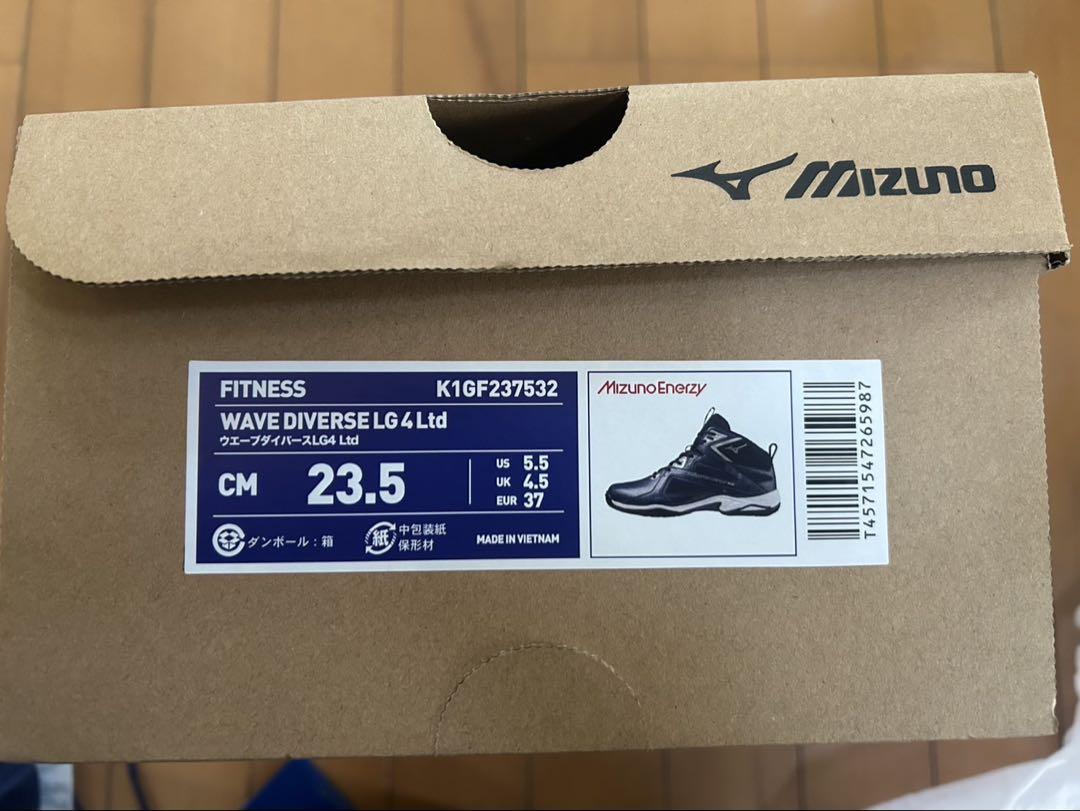 MIZUNO
FITNESS K1GF237532
WAVE DIVERSE LG 4 Ltd
ウエーブダイバースLG4 Ltd
CM 23.5
US 5.5
UK 4.5
EUR 37
ダンボール：箱
紙 中包装紙
保形材
MADE IN VIETNAM
MizunoEnerzy
T4571547265987